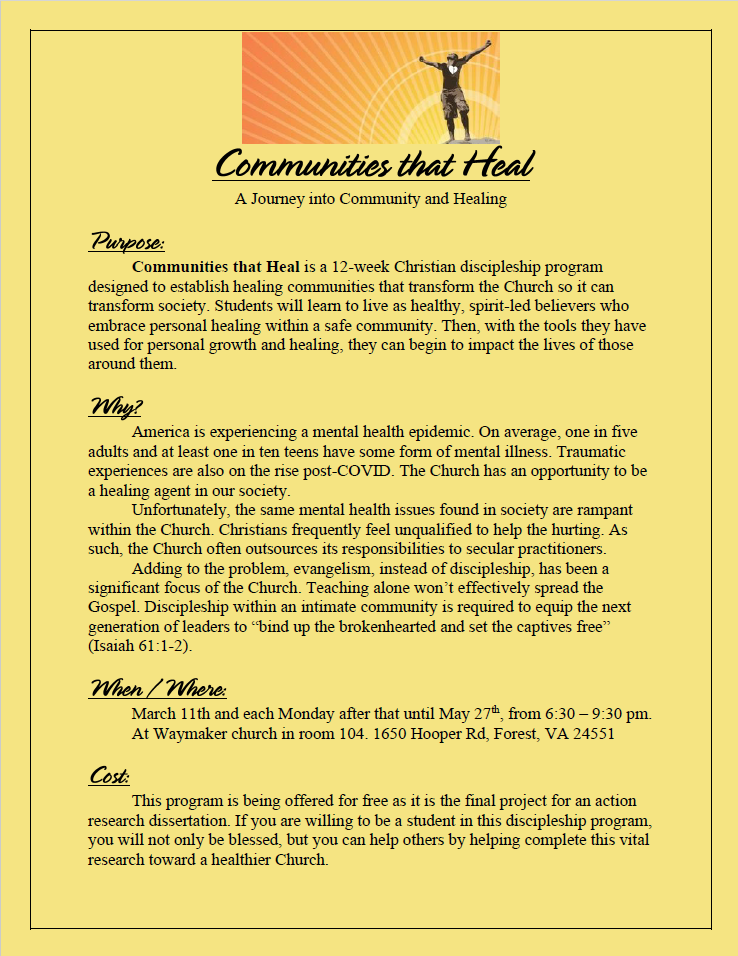 Communities that Heal
A Journey into Community and Healing
Purpose:
Communities that Heal is a 12-week Christian discipleship program
designed to establish healing communities that transform the Church so it can
transform society. Students will learn to live as healthy, spirit-led believers who
embrace personal healing within a safe community. Then, with the tools they have
used for personal growth and healing, they can begin to impact the lives of those
around them.
Why?
America is experiencing a mental health epidemic. On average, one in five
adults and at least one in ten teens have some form of mental illness. Traumatic
experiences are also on the rise post-COVID. The Church has an opportunity to be
a healing agent in our society.
Unfortunately, the same mental health issues found in society are rampant
within the Church. Christians frequently feel unqualified to help the hurting. As
such, the Church often outsources its responsibilities to secular practitioners.
Adding to the problem, evangelism, instead of discipleship, has been a
significant focus of the Church. Teaching alone won’t effectively spread the
Gospel. Discipleship within an intimate community is required to equip the next
generation of leaders to “bind up the brokenhearted and set the captives free”
(Isaiah 61:1-2).
When / Where:
March 11th and each Monday after that until May 27th, from 6:30 – 9:30 pm.
At Waymaker church in room 104. 1650 Hooper Rd, Forest, VA 24551
Cost:
This program is being offered for free as it is the final project for an action
research dissertation. If you are willing to be a student in this discipleship program,
you will not only be blessed, but you can help others by helping complete this vital
research toward a healthier Church.